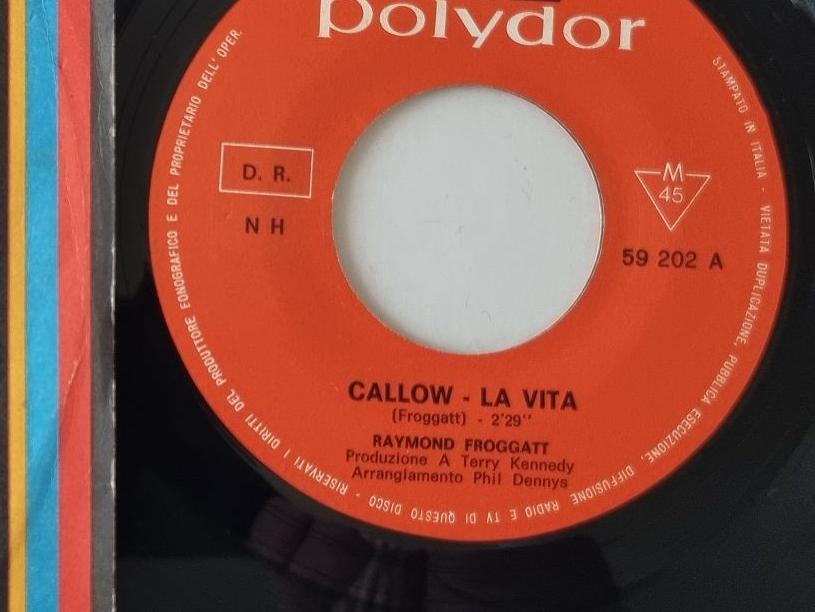 polydor
D. R.
N H
M
45
59 202 A
CALLOW - LA VITA
(Froggatt) - 2'29"
RAYMOND FROGGATT
Produzione A Terry Kennedy
Arrangiamento Phil Dennys
STAMPATO IN ITALIA - VIETATA DUPLICAZIONE, PUBBLICA ESECUZIONE, DIFFUSIONE RADIO E TV DI QUESTO DISCO - RISERVATI I DIRITTI DEL PRODUTTORE FONOGRAFICO E DEL PROPRIETARIO DELL' OPER.